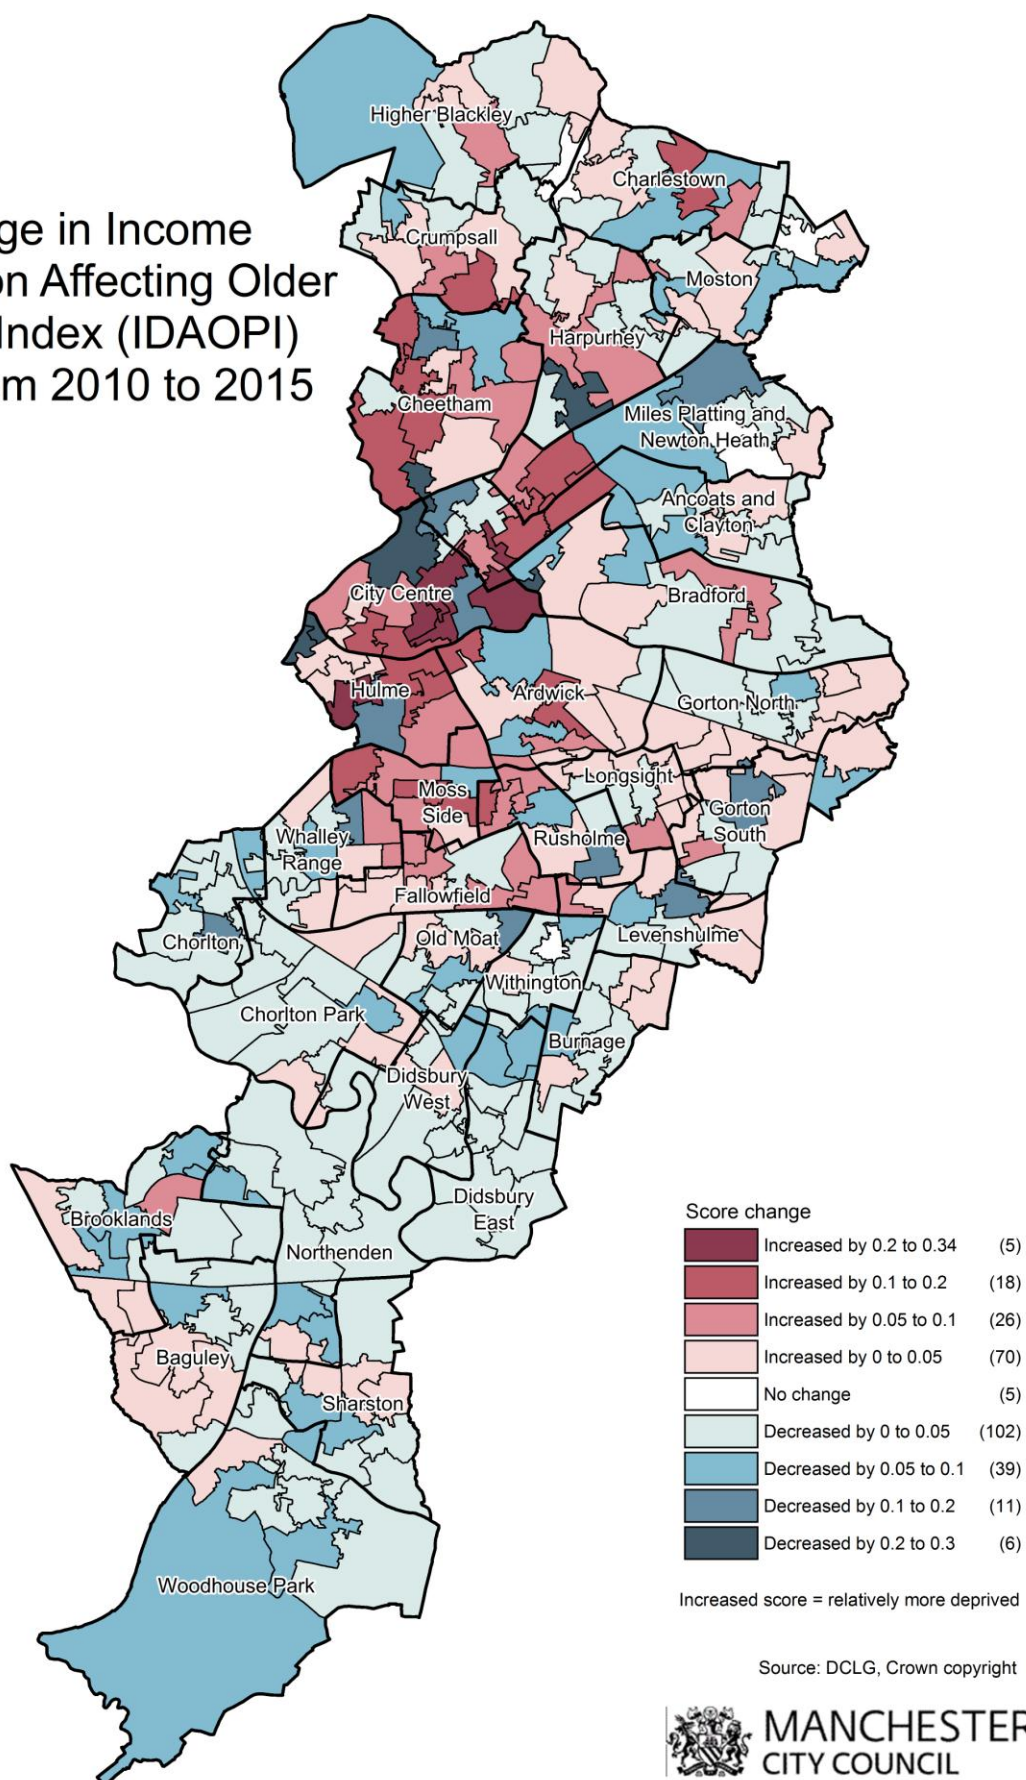 ge in Income
on Affecting Older
Index (IDAOPI)
m 2010 to 2015
Higher Blackley
Charlestown
Crumpsall
Moston
Harpurhey
Cheetham
Miles Platting and
Newton Heath
Ancoats and
Clayton
City Centre
Bradford
Hulme
Ardwick
Gorton North
Longsight
Moss
Side
Gorton
South
Whalley
Range
Rusholme
Fallowfield
Chorlton
Old Moat
Levenshulme
Withington
Chorlton Park
Burnage
Didsbury
West
Didsbury
East
Brooklands
Northenden
Baguley
Sharston
Woodhouse Park
Score change
Increased by 0.2 to 0.34 (5)
Increased by 0.1 to 0.2 (18)
Increased by 0.05 to 0.1 (26)
Increased by 0 to 0.05 (70)
No change (5)
Decreased by 0 to 0.05 (102)
Decreased by 0.05 to 0.1 (39)
Decreased by 0.1 to 0.2 (11)
Decreased by 0.2 to 0.3 (6)
Increased score = relatively more deprived
Source: DCLG, Crown copyright
MANCHESTER
CITY COUNCIL